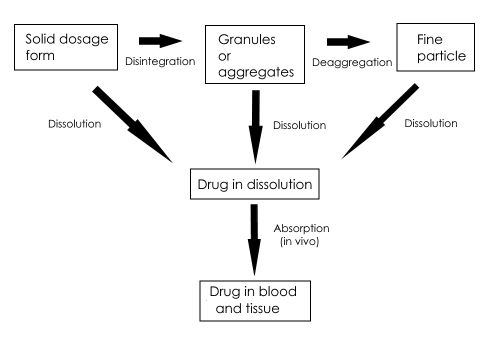 Solid dosage
form
Disintegration
Granules
or
aggregates
Deaggregation
Fine
particle
Dissolution
Dissolution
Dissolution
Drug in dissolution
Absorption
(in vivo)
Drug in blood
and tissue